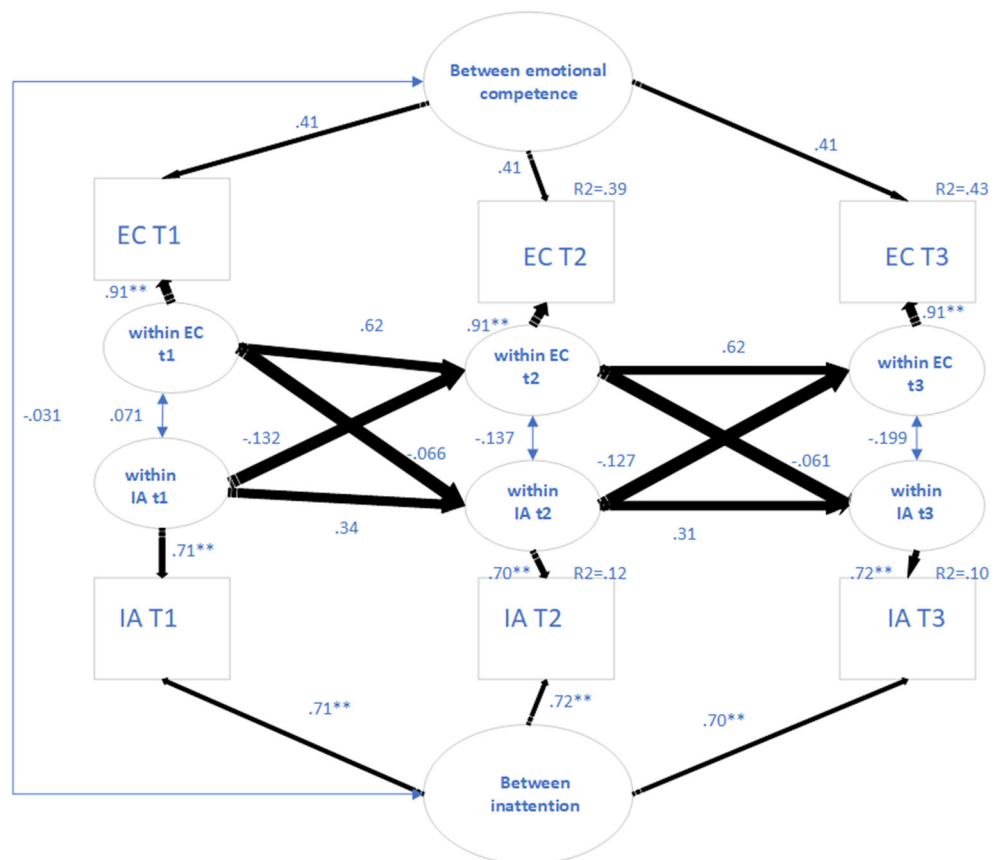 Between emotional
competence
.41
.41
.41
R2=.39
R2=.43
EC T1
EC T2
EC T3
.91**
.91**
.91**
within EC
t1
.62
within EC
t2
.62
within EC
t3
-.031
.071
-.132
-.066
-.137
-.127
-.061
-.199
within
IA t1
.34
within
IA t2
.31
within
IA t3
.71**
.70**
R2=.12
.72**
R2=.10
IA T1
IA T2
IA T3
.71**
.72**
.70**
Between
inattention